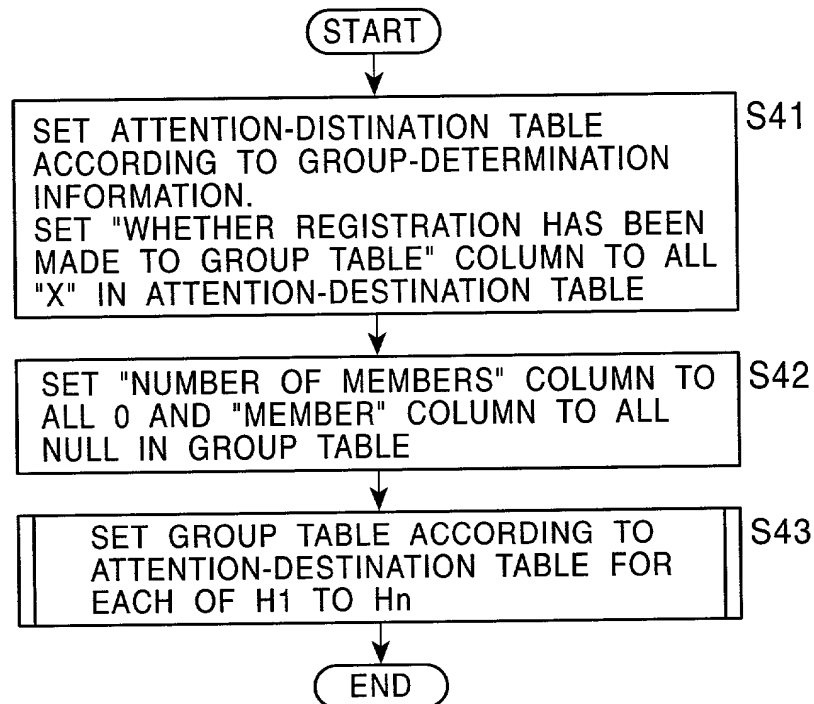 START
S41
SET ATTENTION-DISTINATION TABLE
ACCORDING TO GROUP-DETERMINATION
INFORMATION.
SET "WHETHER REGISTRATION HAS BEEN
MADE TO GROUP TABLE" COLUMN TO ALL
"X" IN ATTENTION-DESTINATION TABLE
S42
SET "NUMBER OF MEMBERS" COLUMN TO
ALL 0 AND "MEMBER" COLUMN TO ALL
NULL IN GROUP TABLE
S43
SET GROUP TABLE ACCORDING TO
ATTENTION-DESTINATION TABLE FOR
EACH OF H1 TO Hn
END